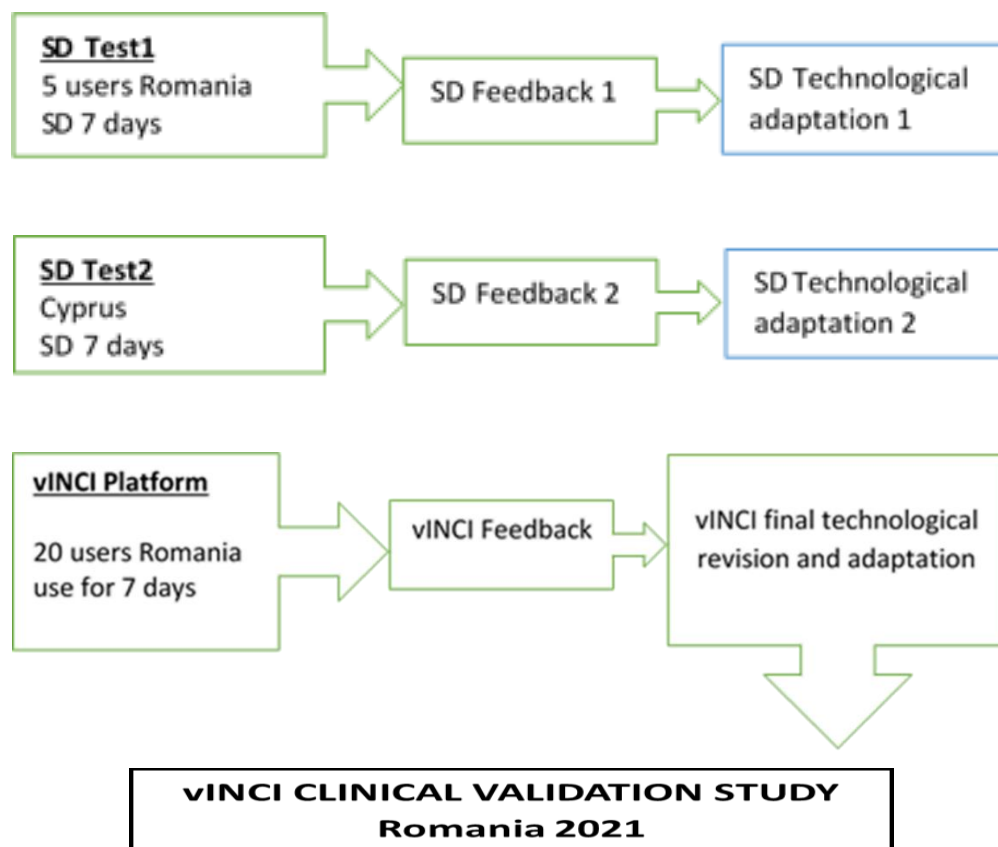 SD Test1
5 users Romania
SD 7 days
SD Feedback 1
SD Technological
adaptation 1
SD Test2
Cyprus
SD 7 days
SD Feedback 2
SD Technological
adaptation 2
vINCI Platform
20 users Romania
use for 7 days
vINCI Feedback
vINCI final technological
revision and adaptation
vINCI CLINICAL VALIDATION STUDY
Romania 2021